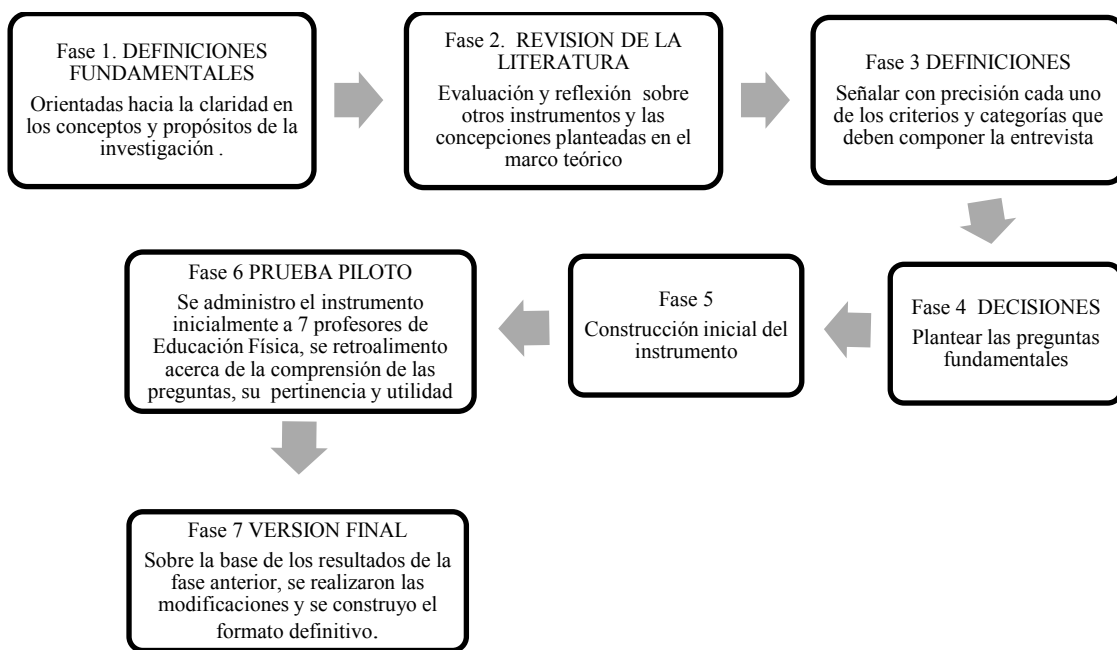 Fase 1. DEFINICIONES
FUNDAMENTALES
Orientadas hacia la claridad en
los conceptos y propósitos de la
investigación .
Fase 2. REVISION DE LA
LITERATURA
Evaluación y reflexión sobre
otros instrumentos y las
concepciones planteadas en el
marco teórico
Fase 3 DEFINICIONES
Señalar con precisión cada uno
de los criterios y categorías que
deben componer la entrevista
Fase 4 DECISIONES
Plantear las preguntas
fundamentales
Fase 5
Construcción inicial del
instrumento
Fase 6 PRUEBA PILOTO
Se administro el instrumento
inicialmente a 7 profesores de
Educación Física, se retroalimento
acerca de la comprensión de las
preguntas, su pertinencia y utilidad
Fase 7 VERSION FINAL
Sobre la base de los resultados de la
fase anterior, se realizaron las
modificaciones y se construyo el
formato definitivo.